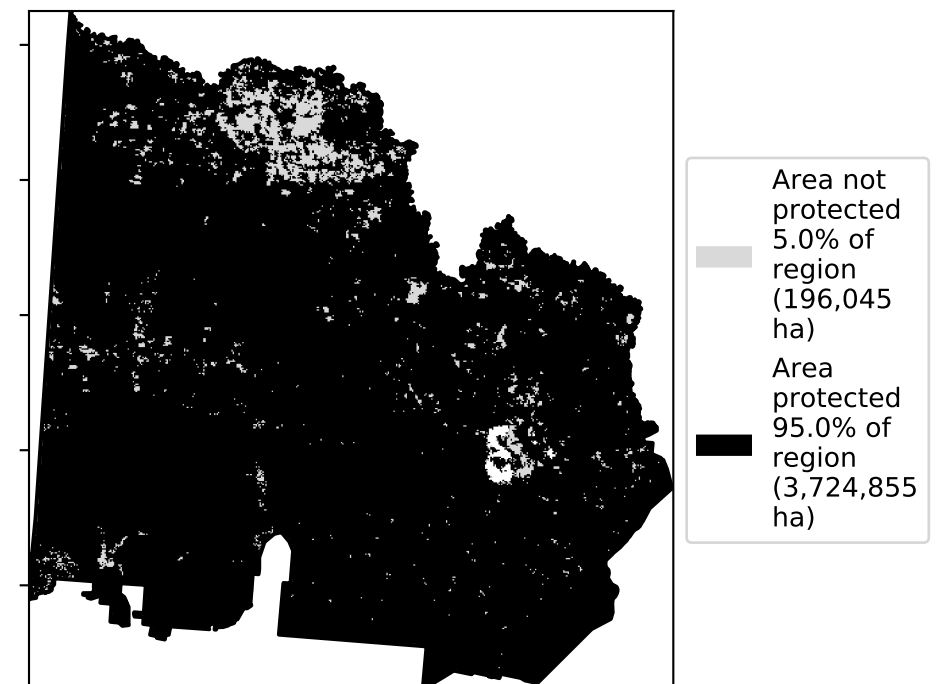 Area not
protected
5.0% of
region
(196,045
ha)
Area
protected
95.0% of
region
(3,724,855
ha)